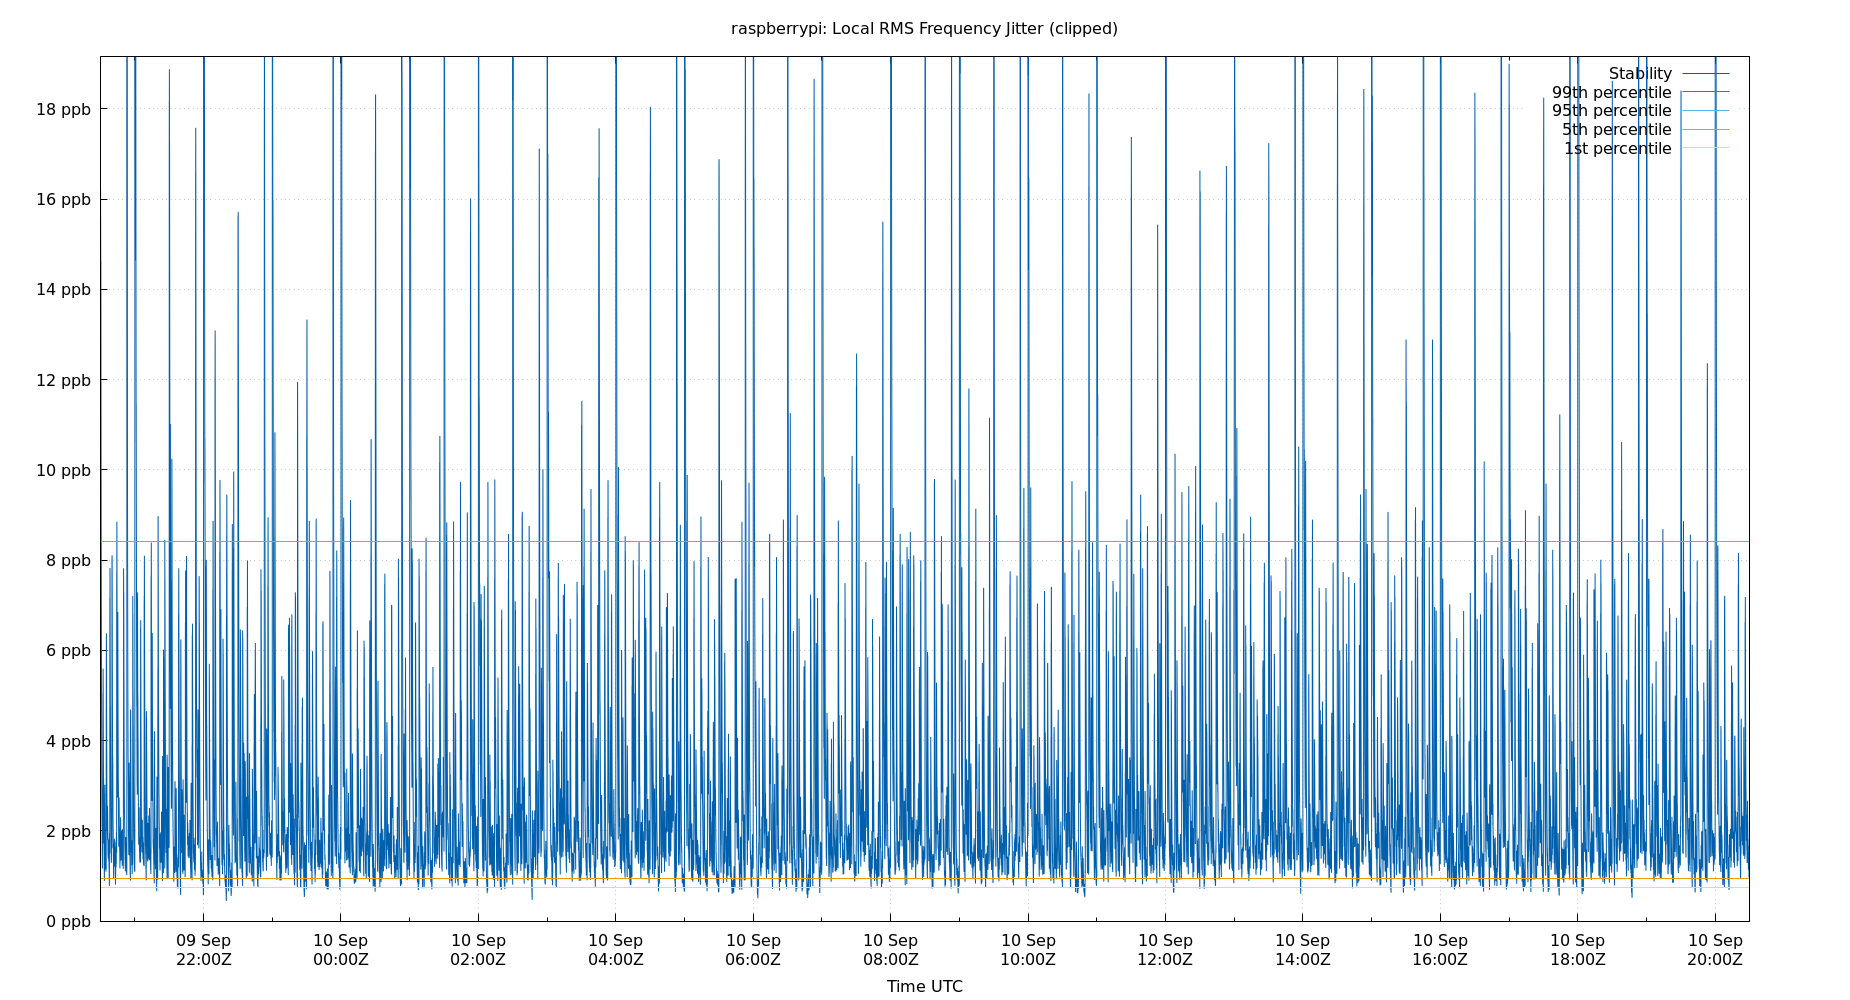 raspberrypi: Local RMS Frequency Jitter (clipped)
Stability
99th percentile
95th percentile
5th percentile
1st percentile
18 ppb
16 ppb
14 ppb
12 ppb
10 ppb
8 ppb
6 ppb
4 ppb
2 ppb
0 ppb
09 Sep 10 Sep 10 Sep 10 Sep 10 Sep 10 Sep 10 Sep 10 Sep 10 Sep 10 Sep 10 Sep 10 Sep
22:00Z 00:00Z 02:00Z 04:00Z 06:00Z 08:00Z 10:00Z 12:00Z 14:00Z 16:00Z 18:00Z 20:00Z
Time UTC